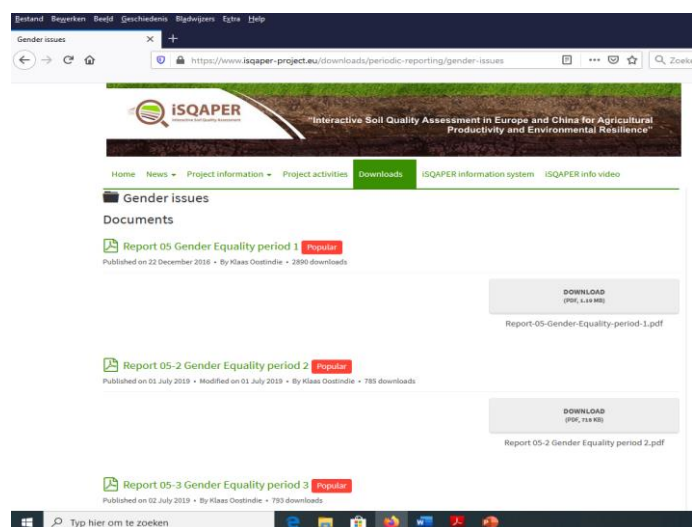 Bestand Bewerken Beeld Geschiedenis Bladwijzers Extra Help
Gender issues × +
https://www.isqaper-project.eu/downloads/periodic-reporting/gender-issues
Zoeke
iSQAPER
Interactive Soil Quality Assessment
"Interactive Soil Quality Assessment in Europe and China for Agricultural
Productivity and Environmental Resilience"
Home News Project information Project activities Downloads iSQAPER information system iSQAPER info video
Gender issues
Documents
Report 05 Gender Equality period 1 Popular
Published on 22 December 2016 • By Klaas Oostindie • 2890 downloads
DOWNLOAD
(PDF, 1.19 MB)
Report-05-Gender-Equality-period-1.pdf
Report 05-2 Gender Equality period 2 Popular
Published on 01 July 2019 • Modified on 01 July 2019 • By Klaas Oostindie • 785 downloads
DOWNLOAD
(PDF, 718 KB)
Report 05-2 Gender Equality period 2.pdf
Report 05-3 Gender Equality period 3 Popular
Published on 02 July 2019 • By Klaas Oostindie • 793 downloads
Typ hier om te zoeken